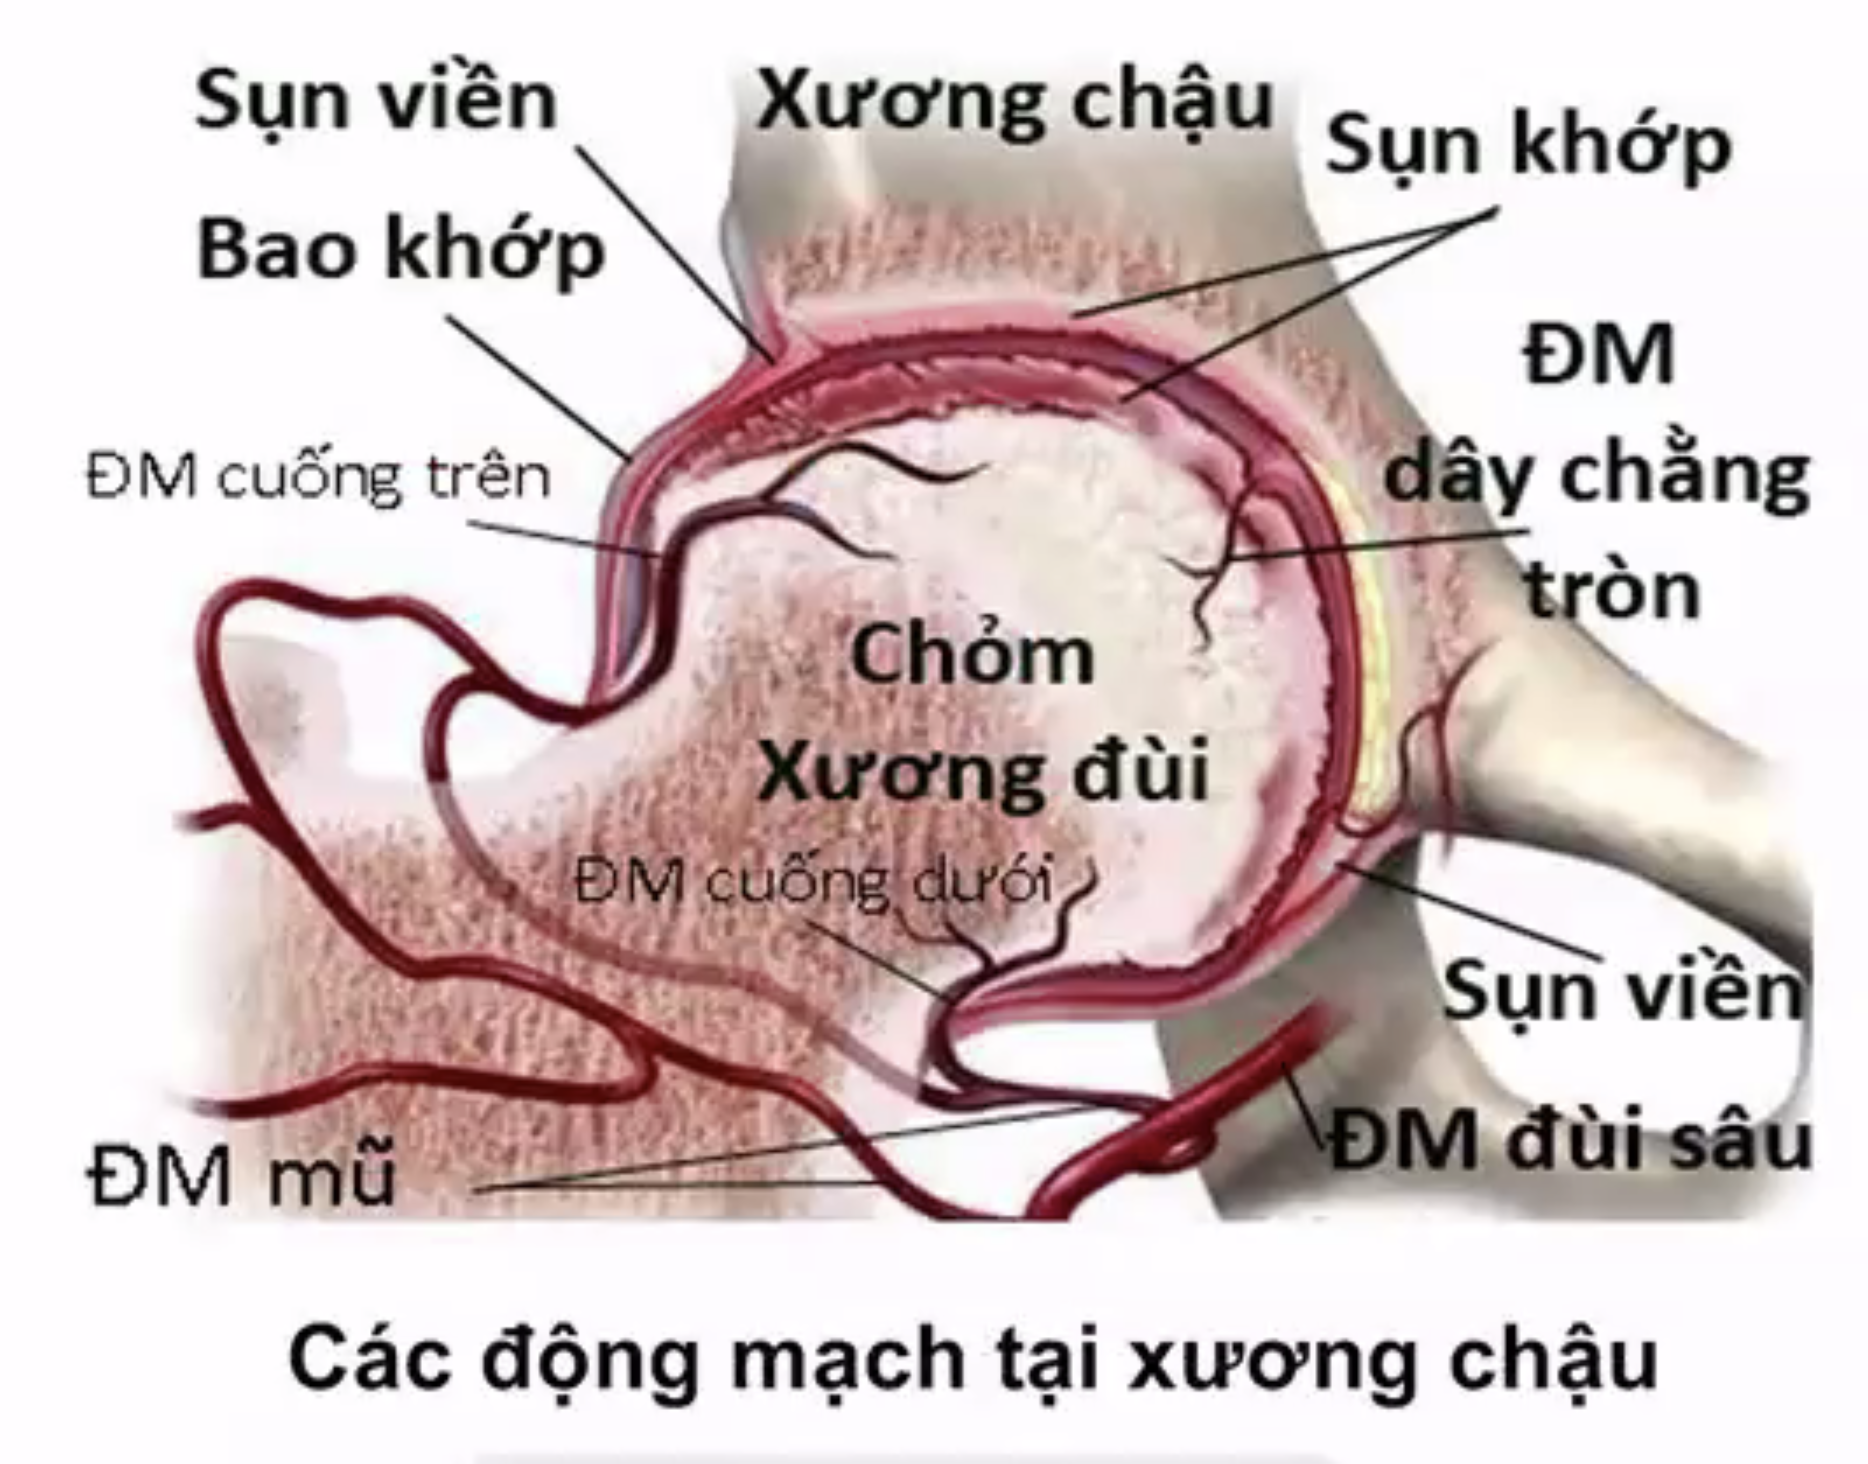 Sụn viền
Xương chậu
Sụn khớp
Bao khớp
ĐM
dây chằng
tròn
ĐM cuống trên
Chỏm
Xương đùi
ĐM cuống dưới
Sụn viền
ĐM đùi sâu
ĐM mũ
Các động mạch tại xương chậu